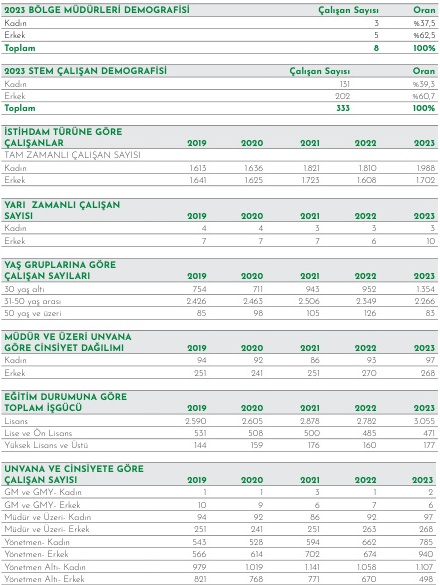 2023 BÖLGE MÜDÜRLERİ DEMOGRAFİSİ Çalışan Sayısı Oran
Kadın 3 %37,5
Erkek 5 %62,5
Toplam 8 100%
2023 STEM ÇALIŞAN DEMOGRAFİSİ Çalışan Sayısı Oran
Kadın 131 %39,3
Erkek 202 %60,7
Toplam 333 100%
İSTİHDAM TÜRÜNE GÖRE
ÇALIŞANLAR 2019 2020 2021 2022 2023
TAM ZAMANLI ÇALIŞAN SAYISI
Kadın 1.613 1.636 1.821 1.810 1.988
Erkek 1.641 1.625 1.723 1.608 1.702
YARI ZAMANLI ÇALIŞAN
SAYISI 2019 2020 2021 2022 2023
Kadın 4 4 3 3 3
Erkek 7 7 7 6 10
YAŞ GRUPLARINA GÖRE
ÇALIŞAN SAYILARI 2019 2020 2021 2022 2023
30 yaş altı 754 711 943 952 1.354
31-50 yaş arası 2.426 2.463 2.506 2.349 2.266
50 yaş ve üzeri 85 98 105 126 83
MÜDÜR VE ÜZERİ UNVANA
GÖRE CİNSİYET DAĞILIMI 2019 2020 2021 2022 2023
Kadın 94 92 86 93 97
Erkek 251 241 251 270 268
EĞİTİM DURUMUNA GÖRE
TOPLAM İŞGÜCÜ 2019 2020 2021 2022 2023
Lisans 2.590 2.605 2.878 2.782 3.055
Lise ve Ön Lisans 531 508 500 485 471
Yüksek Lisans ve Üstü 144 159 176 160 177
UNVANA VE CİNSİYETE GÖRE
ÇALIŞAN SAYISI 2019 2020 2021 2022 2023
GM ve GMY- Kadın 1 1 3 1 2
GM ve GMY- Erkek 10 9 6 7 6
Müdür ve Üzeri- Kadın 94 92 86 92 97
Müdür ve Üzeri- Erkek 251 241 251 263 268
Yönetmen- Kadın 543 528 594 662 785
Yönetmen- Erkek 566 614 702 674 940
Yönetmen Altı- Kadın 979 1.019 1.141 1.058 1.107
Yönetmen Altı- Erkek 821 768 771 670 498